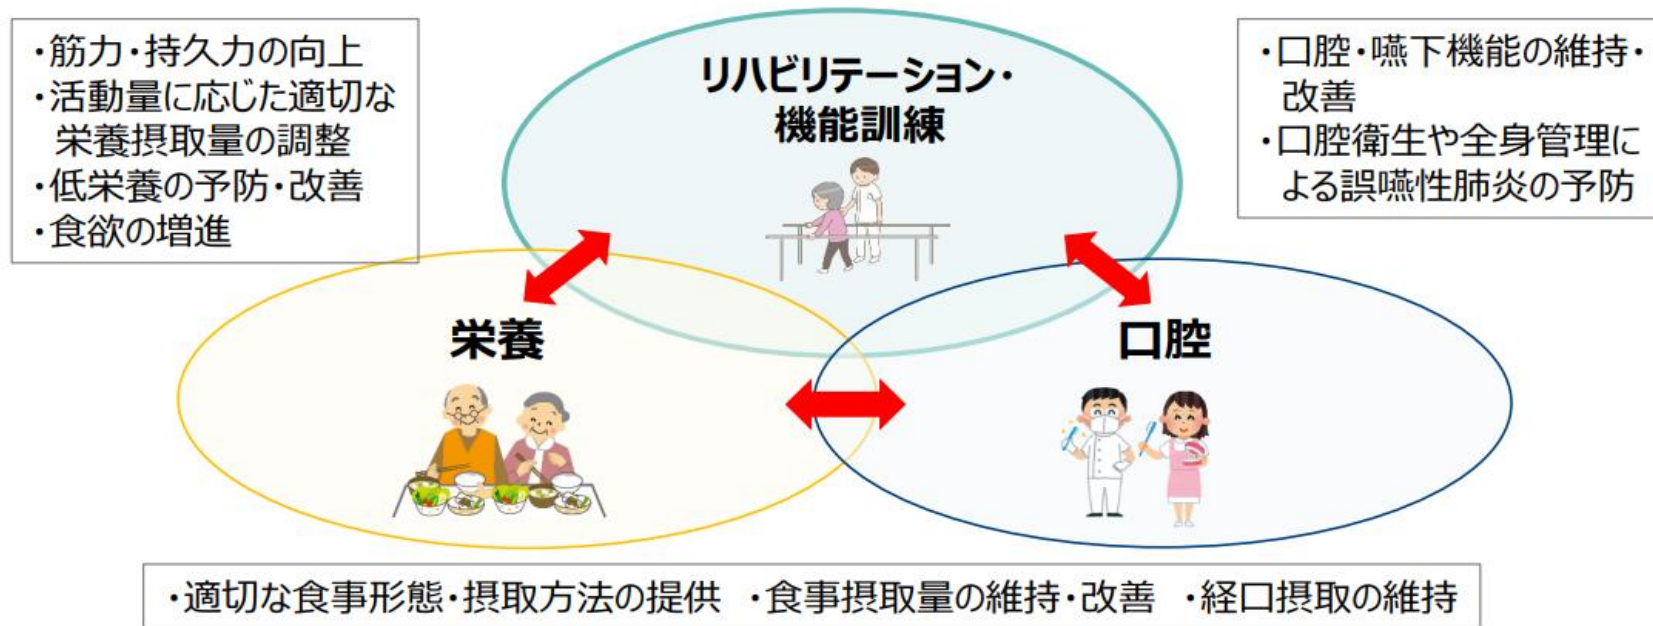 ・筋力・持久力の向上
・活動量に応じた適切な
栄養摂取量の調整
・低栄養の予防・改善
・食欲の増進
リハビリテーション・
機能訓練
・口腔・嚥下機能の維持・
改善
・口腔衛生や全身管理に
よる誤嚥性肺炎の予防
栄養
口腔
・適切な食事形態・摂取方法の提供 ・食事摂取量の維持・改善 ・経口摂取の維持